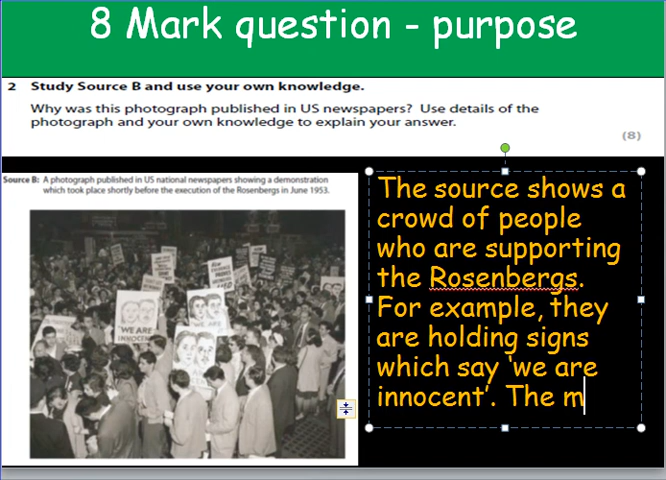 8 Mark question - purpose
2 Study Source B and use your own knowledge.
Why was this photograph published in US newspapers? Use details of the
photograph and your own knowledge to explain your answer.
(8)
Source B: A photograph published in US national newspapers showing a demonstration
which took place shortly before the execution of the Rosenbergs in June 1953.
WE ARE
INNOCENT
The source shows a
crowd of people
who are supporting
the Rosenbergs.
For example, they
are holding signs
which say 'we are
innocent'. The m